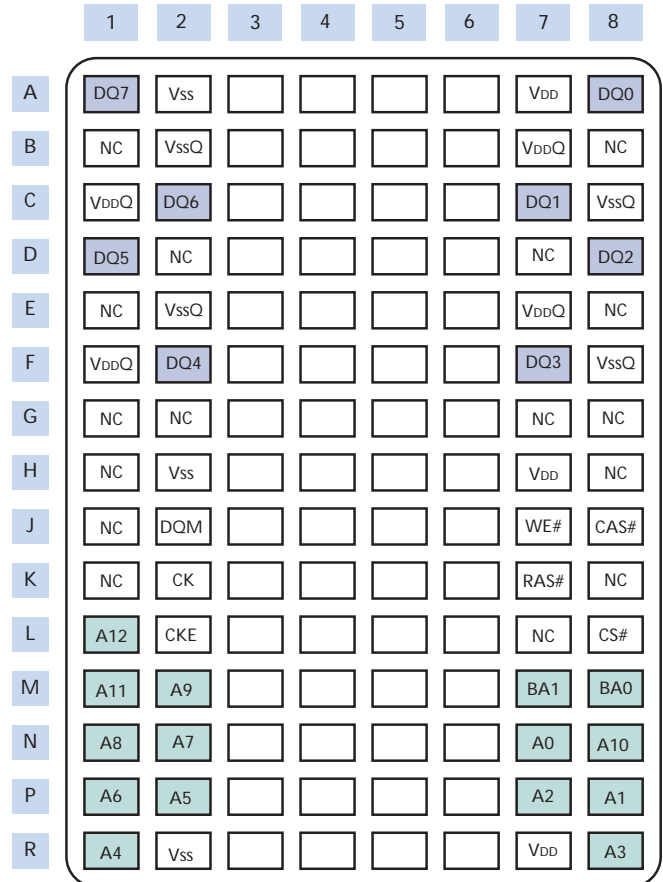 1 2 3 4 5 6 7 8
A DQ7 Vss VDD DQ0
B NC VssQ VDDQ NC
C VDDQ DQ6 DQ1 VssQ
D DQ5 NC NC DQ2
E NC VssQ VDDQ NC
F VDDQ DQ4 DQ3 VssQ
G NC NC NC NC
H NC Vss VDD NC
J NC DQM WE# CAS#
K NC CK RAS# NC
L A12 CKE NC CS#
M A11 A9 BA1 BA0
N A8 A7 A0 A10
P A6 A5 A2 A1
R A4 Vss VDD A3